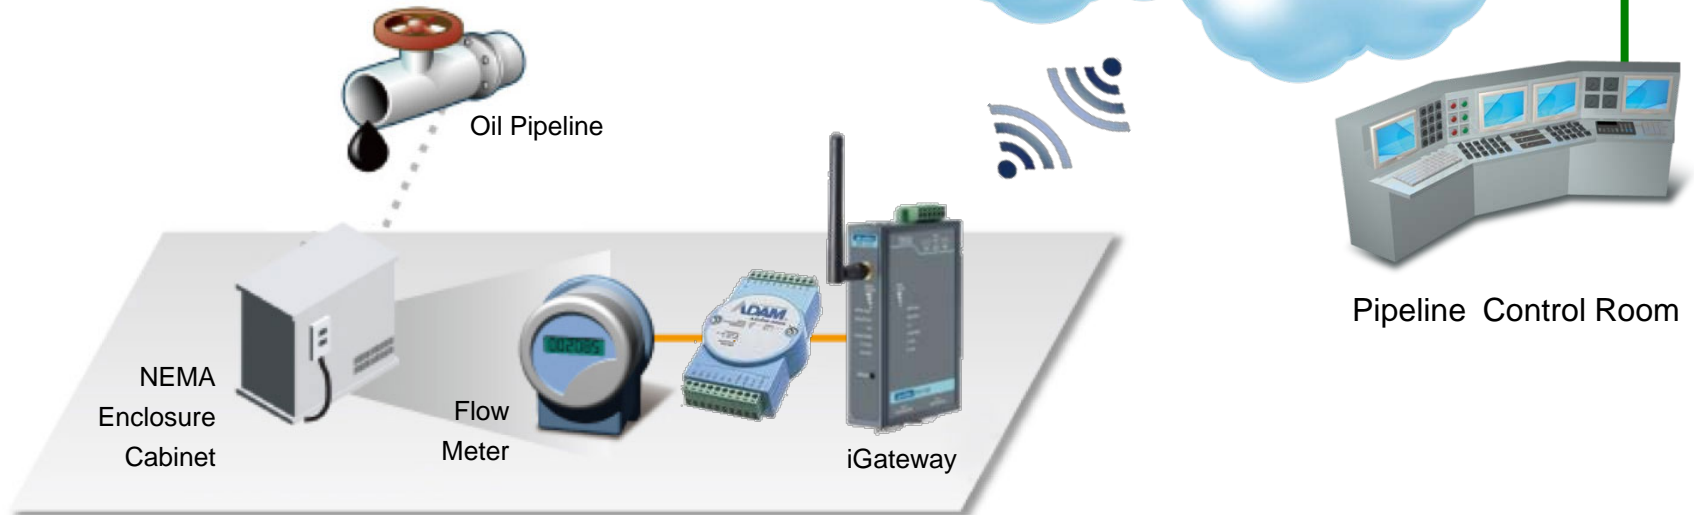 Oil Pipeline
Pipeline Control Room
NEMA
Enclosure
Cabinet
Flow
Meter
ADAM
iGateway